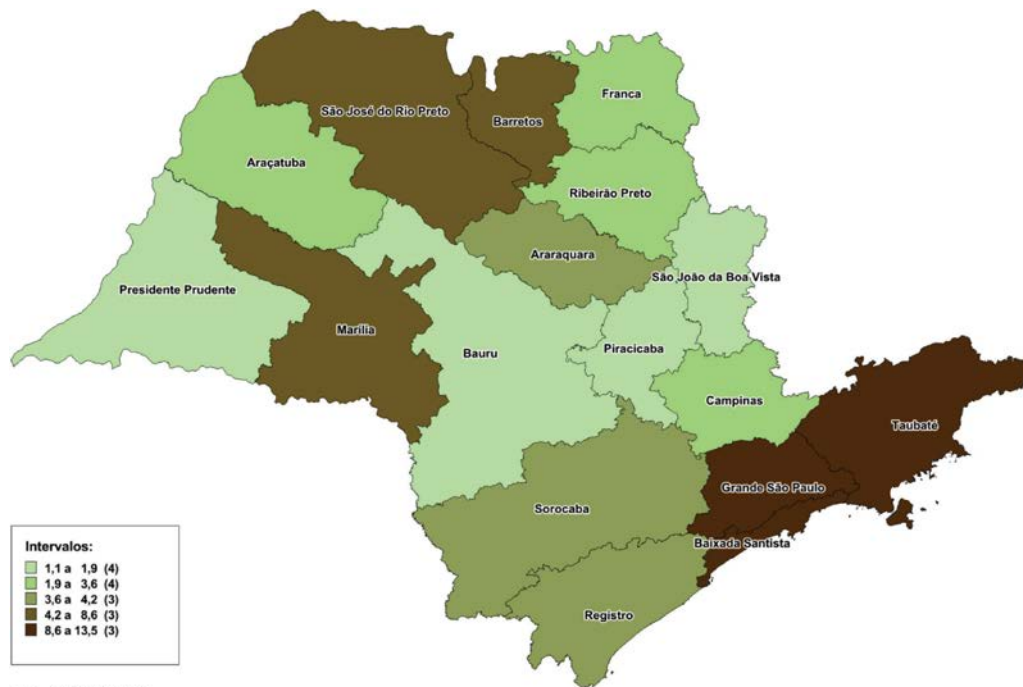 Franca
São José do Rio Preto
Barretos
Araçatuba
Ribeirão Preto
Araraquara
São João da Boa Vista
Presidente Prudente
Marília
Bauru
Piracicaba
Campinas
Taubaté
Grande São Paulo
Sorocaba
Baixada Santista
Registro
Intervalos:
1,1 a 1,9 (4)
1,9 a 3,6 (4)
3,6 a 4,2 (3)
4,2 a 8,6 (3)
8,6 a 13,5 (3)